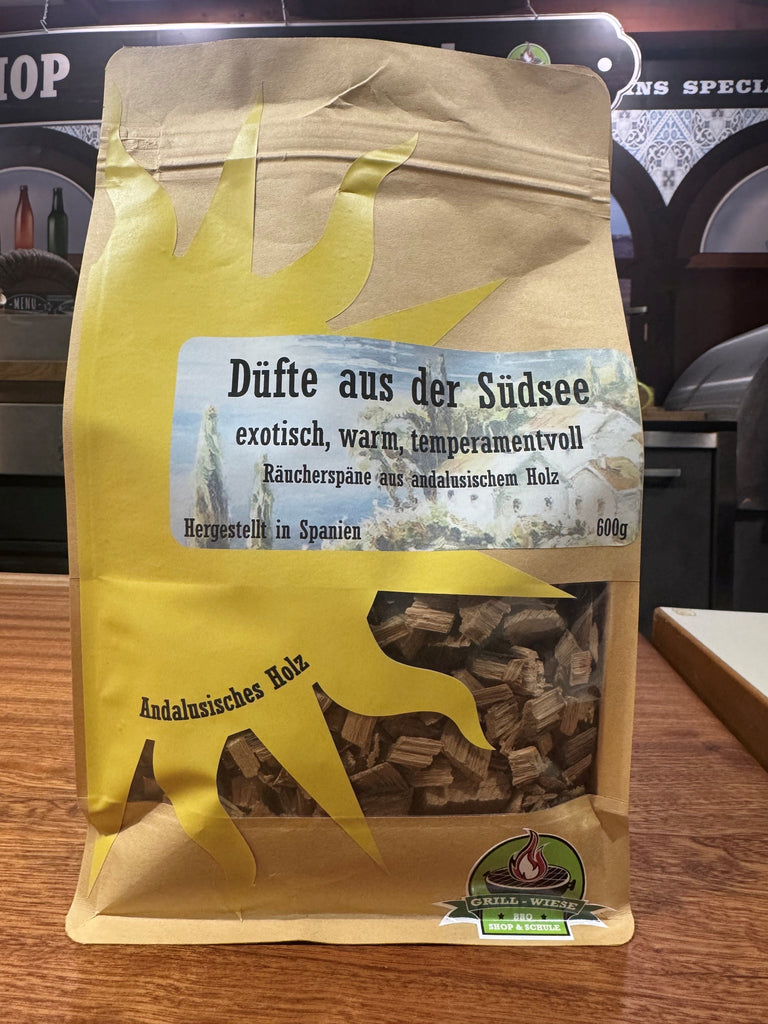 HOP
NS SPECIA
MENU
Düfte aus der Südsee
exotisch, warm, temperamentvoll
Räucherspäne aus andalusischem Holz
Hergestellt in Spanien
600g
Andalusisches Holz
GRILL-WIESE
BBQ
SHOP & SCHULE